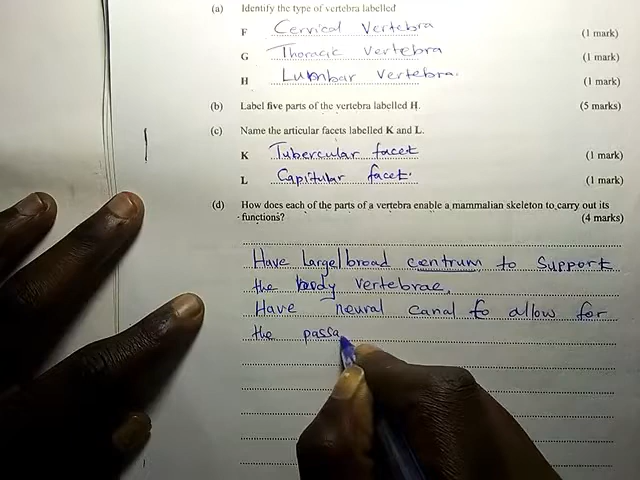 (a) Identify the type of vertebra labelled
F Cervical Vertebra (1 mark)
G Thoracic Vertebra (1 mark)
H Lumbar Vertebra. (1 mark)
(b) Label five parts of the vertebra labelled H. (5 marks)
(c) Name the articular facets labelled K and L.
K Tubercular facet (1 mark)
L Capitular facet. (1 mark)
(d) How does each of the parts of a vertebra enable a mammalian skeleton to carry out its
functions? (4 marks)
Have Large/broad centrum to Support
the body vertebrae.
Have neural canal to allow for
the passa